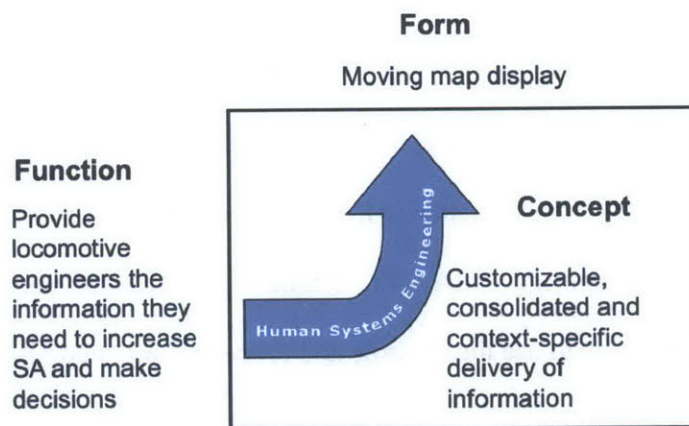 Form
Moving map display
Function
Provide
locomotive
engineers the
information they
need to increase
SA and make
decisions
Human Systems Engineering
Concept
Customizable,
consolidated and
context-specific
delivery of
information